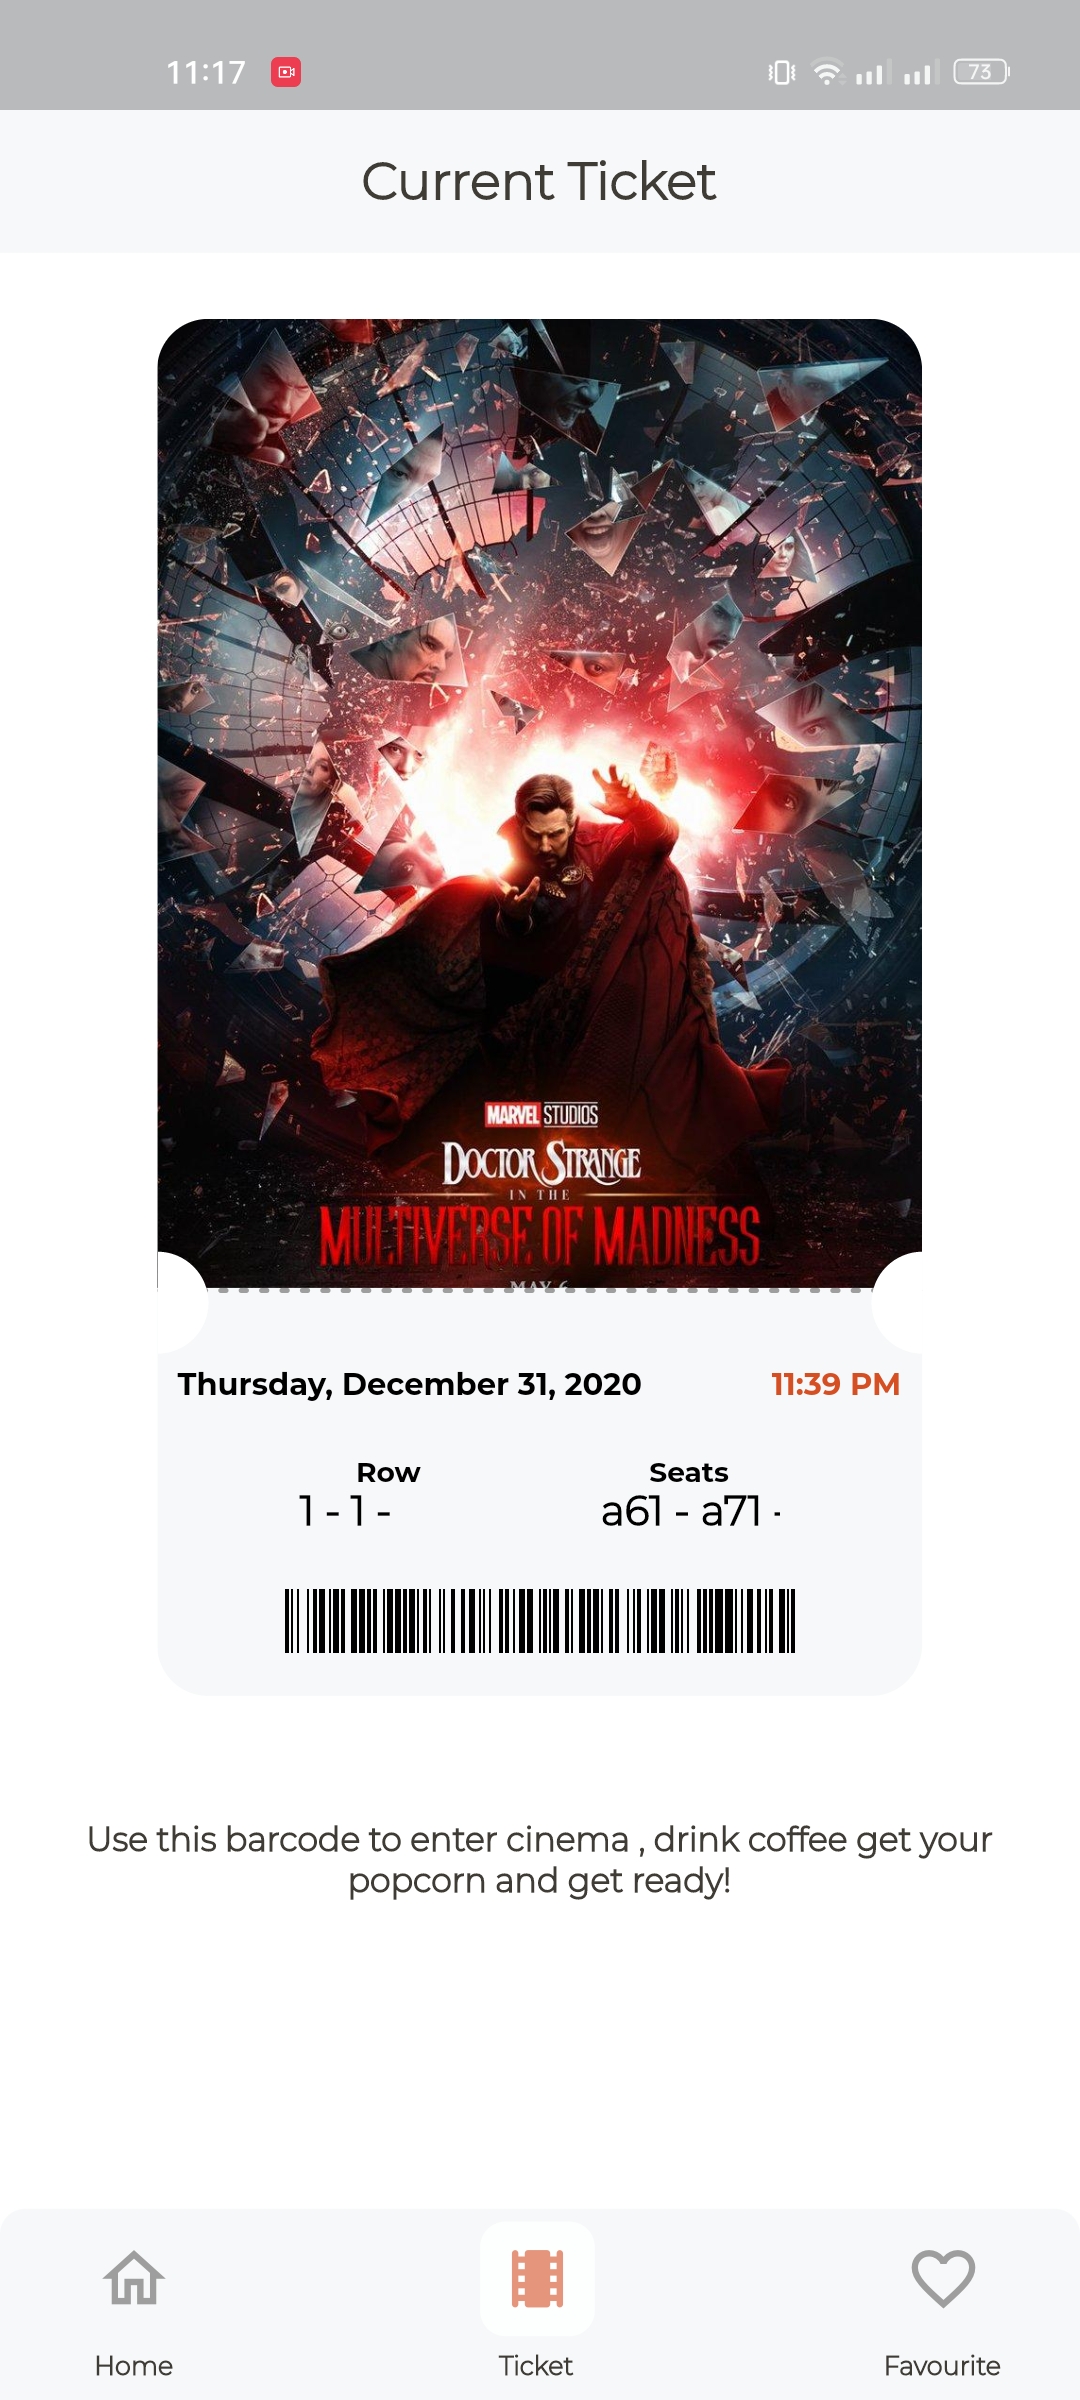 11:17
73
Current Ticket
MARVEL STUDIOS
DOCTOR STRANGE
IN THE
MULTIVERSE OF MADNESS
MAY 6
Thursday, December 31, 2020
11:39 PM
Row
Seats
1 - 1 -
a61 - a71 -
Use this barcode to enter cinema , drink coffee get your
popcorn and get ready!
Home
Ticket
Favourite